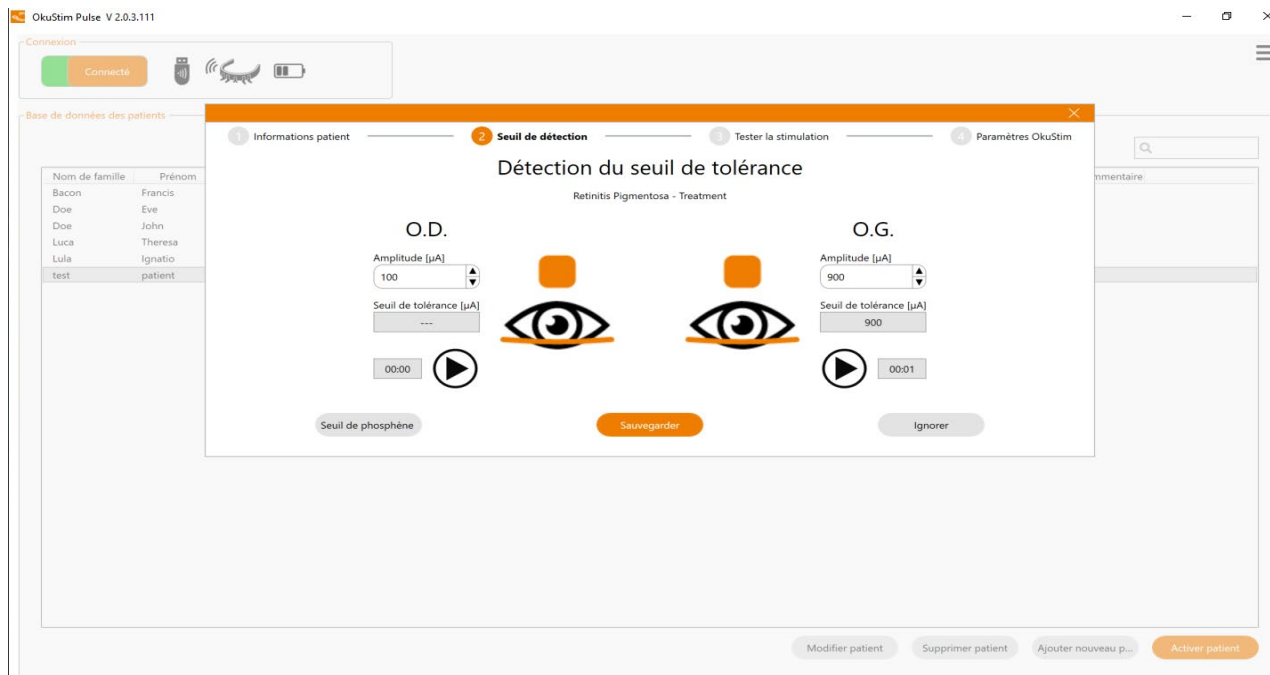 OkuStim Pulse V 2.0.3.111
Connexion
Connecté
Base de données des patients
1 Informations patient
2 Seuil de détection
3 Tester la stimulation
4 Paramètres OkuStim
Détection du seuil de tolérance
Retinitis Pigmentosa - Treatment
Nom de famille Prénom mmentaire
Bacon Francis
Doe Eve
Doe John
Luca Theresa
Lula Ignatio
test patient
O.D.
Amplitude [µA]
100
Seuil de tolérance [µA]
---
00:00
O.G.
Amplitude [µA]
900
Seuil de tolérance [µA]
900
00:01
Seuil de phosphène Sauvegarder Ignorer
Modifier patient Supprimer patient Ajouter nouveau p... Activer patient